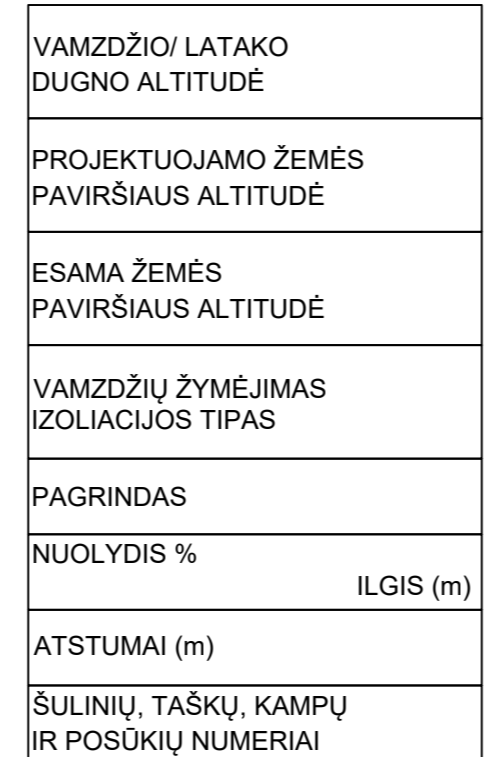 VAMZDŽIO/ LATAKO
DUGNO ALTITUDĖ
PROJEKTUOJAMO ŽEMĖS
PAVIRŠIAUS ALTITUDĖ
ESAMA ŽEMĖS
PAVIRŠIAUS ALTITUDĖ
VAMZDŽIŲ ŽYMĖJIMAS
IZOLIACIJOS TIPAS
PAGRINDAS
NUOLYDIS %
ILGIS (m)
ATSTUMAI (m)
ŠULINIŲ, TAŠKŲ, KAMPŲ
IR POSŪKIŲ NUMERIAI